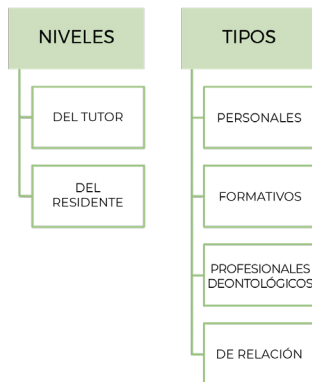 NIVELES
DEL TUTOR
DEL
RESIDENTE
TIPOS
PERSONALES
FORMATIVOS
PROFESIONALES
DEONTOLÓGICOS
DE RELACIÓN